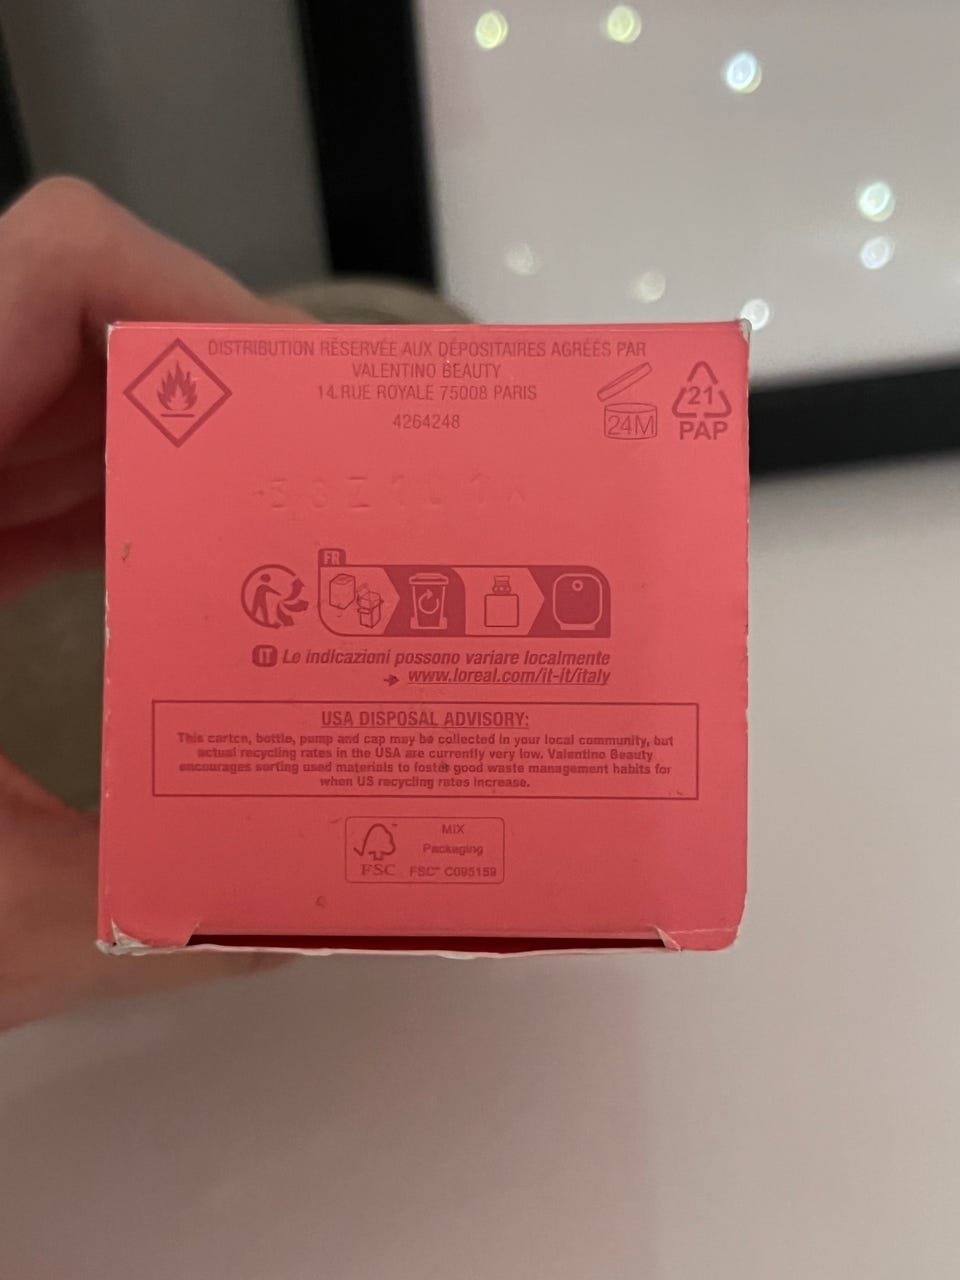 DISTRIBUTION RÉSERVÉE AUX DÉPOSITAIRES AGRÉÉS PAR
VALENTINO BEAUTY
14, RUE ROYALE 75008 PARIS
4264248
24M
21
PAP
FR
IT Le indicazioni possono variare localmente
www.loreal.com/it-it/italy
USA DISPOSAL ADVISORY:
This carton, bottle, pump and cap may be collected in your local community, but
actual recycling rates in the USA are currently very low. Valentino Beauty
encourages sorting used materials to foster good waste management habits for
when US recycling rates increase.
MIX
Packaging
FSC
FSC™ C095159